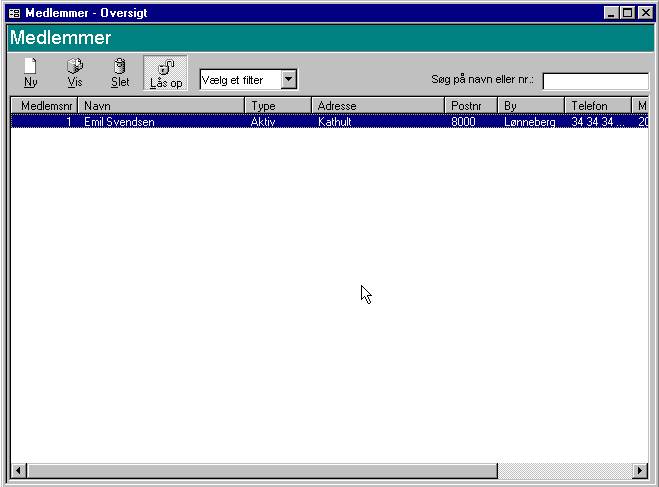 Medlemmer - Oversigt
Medlemmer
Ny Vis Slet Lås op Vælg et filter Søg på navn eller nr.:
Medlemsnr Navn Type Adresse Postnr By Telefon M
1 Emil Svendsen Aktiv Kathult 8000 Lønneberg 34 34 34 ... 20